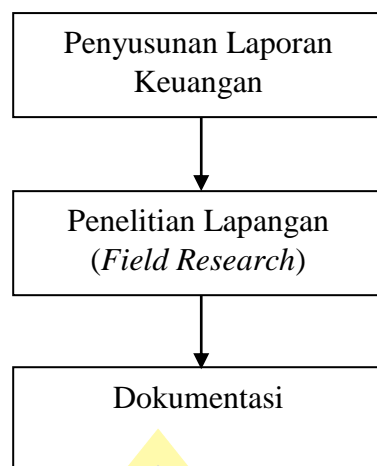 Penyusunan Laporan
Keuangan
Penelitian Lapangan
(Field Research)
Dokumentasi